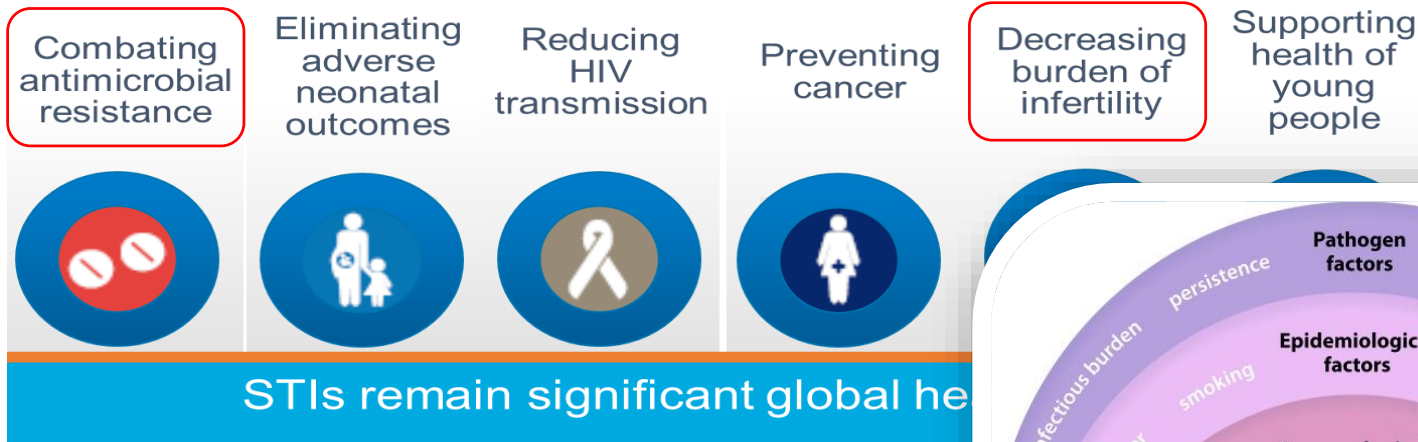 Combating
antimicrobial
resistance
Eliminating
adverse
neonatal
outcomes
Reducing
HIV
transmission
Preventing
cancer
Decreasing
burden of
infertility
Supporting
health of
young
people
STIs remain significant global he
Pathogen
factors
persistence
burden
Epidemiologic
factors
smoking